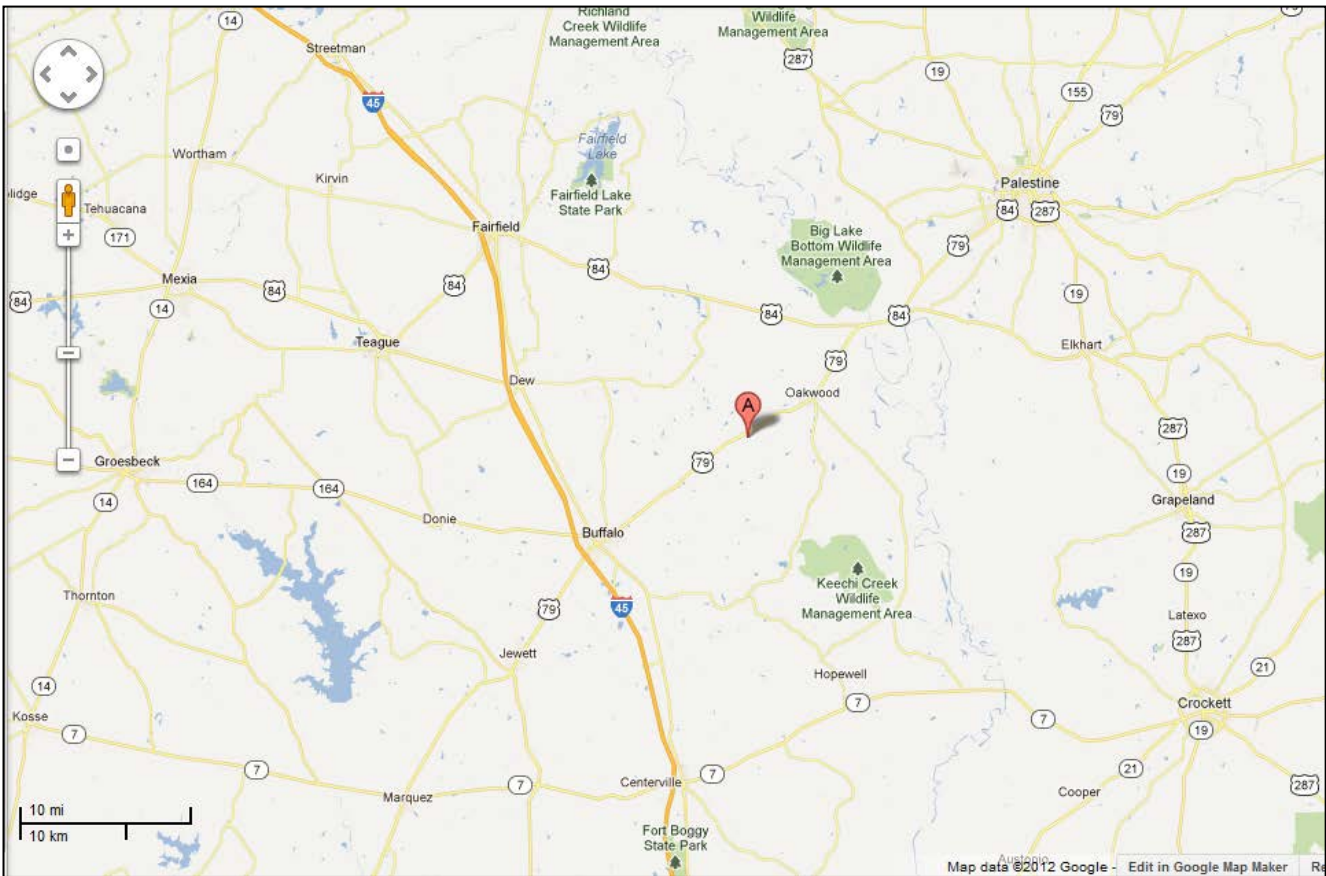 14
Streetman
Richland
Creek Wildlife
Management Area
Wildlife
Management Area
287
19
155
79
45
Wortham
Kirvin
Fairfield
Lake
Fairfield Lake
State Park
Palestine
84
287
Tehuacana
171
Fairfield
Big Lake
Bottom Wildlife
Management Area
79
Mexia
84
84
84
84
14
84
84
19
Teague
79
Elkhart
Dew
Oakwood
A
287
Groesbeck
79
19
164
164
14
Donie
Buffalo
Grapeland
287
Keechi Creek
Wildlife
Management Area
19
Thornton
79
45
Latexo
287
Jewett
Hopewell
21
14
7
7
Crockett
Kosse
7
19
7
7
7
Centerville
21
Marquez
Cooper
287
10 mi
10 km
Fort Boggy
State Park
Austonio
Map data ©2012 Google - Edit in Google Map Maker